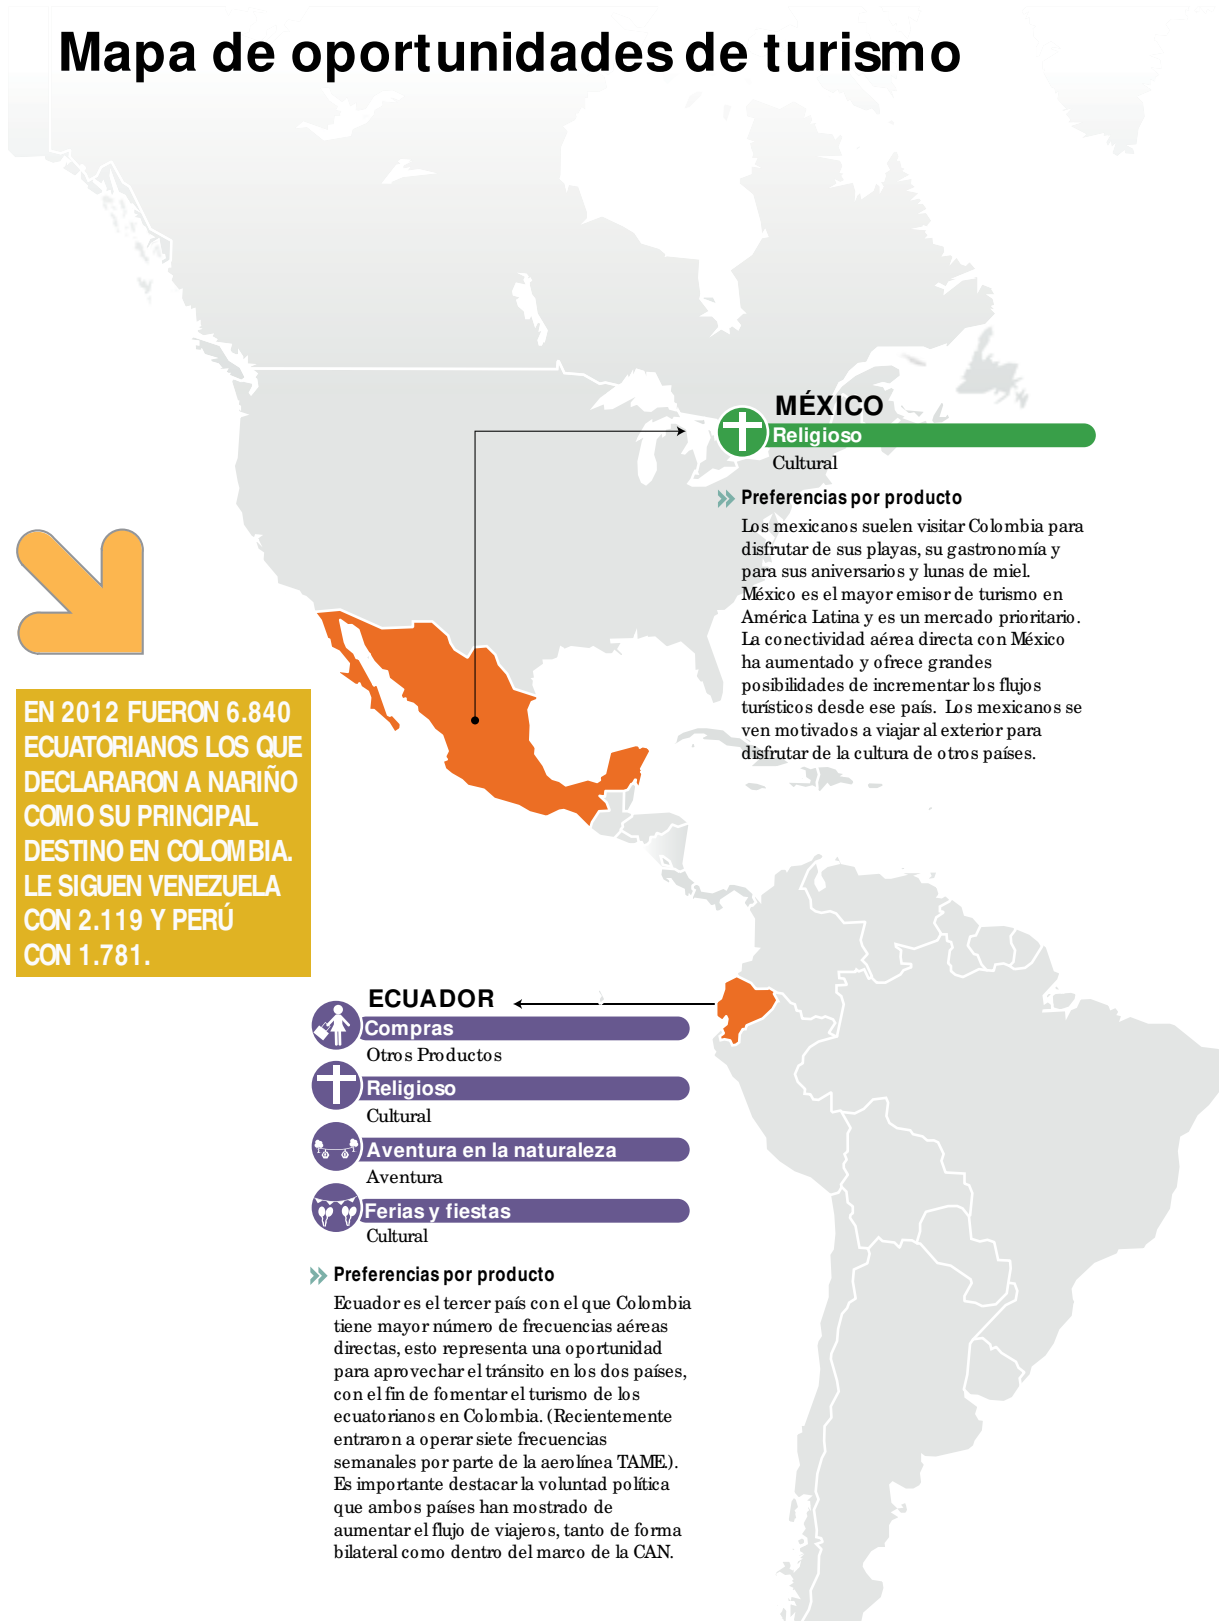 Mapa de oportunidades de turismo
MÉXICO
Religioso
Cultural
Preferencias por producto
Los mexicanos suelen visitar Colombia para
disfrutar de sus playas, su gastronomía y
para sus aniversarios y lunas de miel.
México es el mayor emisor de turismo en
América Latina y es un mercado prioritario.
La conectividad aérea directa con México
ha aumentado y ofrece grandes
posibilidades de incrementar los flujos
turísticos desde ese país. Los mexicanos se
ven motivados a viajar al exterior para
disfrutar de la cultura de otros países.
EN 2012 FUERON 6.840
ECUATORIANOS LOS QUE
DECLARARON A NARIÑO
COMO SU PRINCIPAL
DESTINO EN COLOMBIA.
LE SIGUEN VENEZUELA
CON 2.119 Y PERÚ
CON 1.781.
ECUADOR
Compras
Otros Productos
Religioso
Cultural
Aventura en la naturaleza
Aventura
Ferias y fiestas
Cultural
Preferencias por producto
Ecuador es el tercer país con el que Colombia
tiene mayor número de frecuencias aéreas
directas, esto representa una oportunidad
para aprovechar el tránsito en los dos países,
con el fin de fomentar el turismo de los
ecuatorianos en Colombia. (Recientemente
entraron a operar siete frecuencias
semanales por parte de la aerolínea TAME.).
Es importante destacar la voluntad política
que ambos países han mostrado de
aumentar el flujo de viajeros, tanto de forma
bilateral como dentro del marco de la CAN.